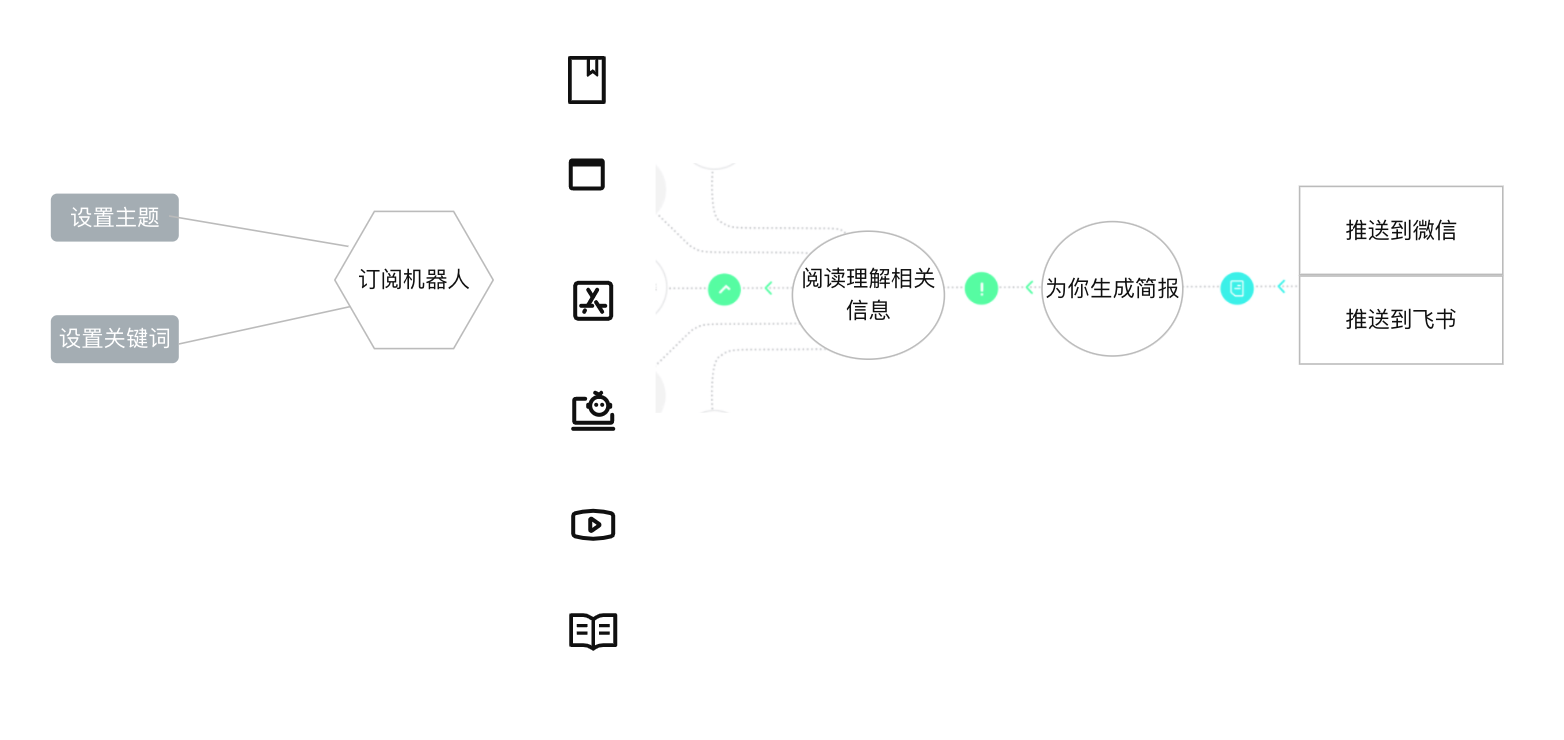 设置主题
设置关键词
订阅机器人
阅读理解相关
信息
为你生成简报
推送到微信
推送到飞书